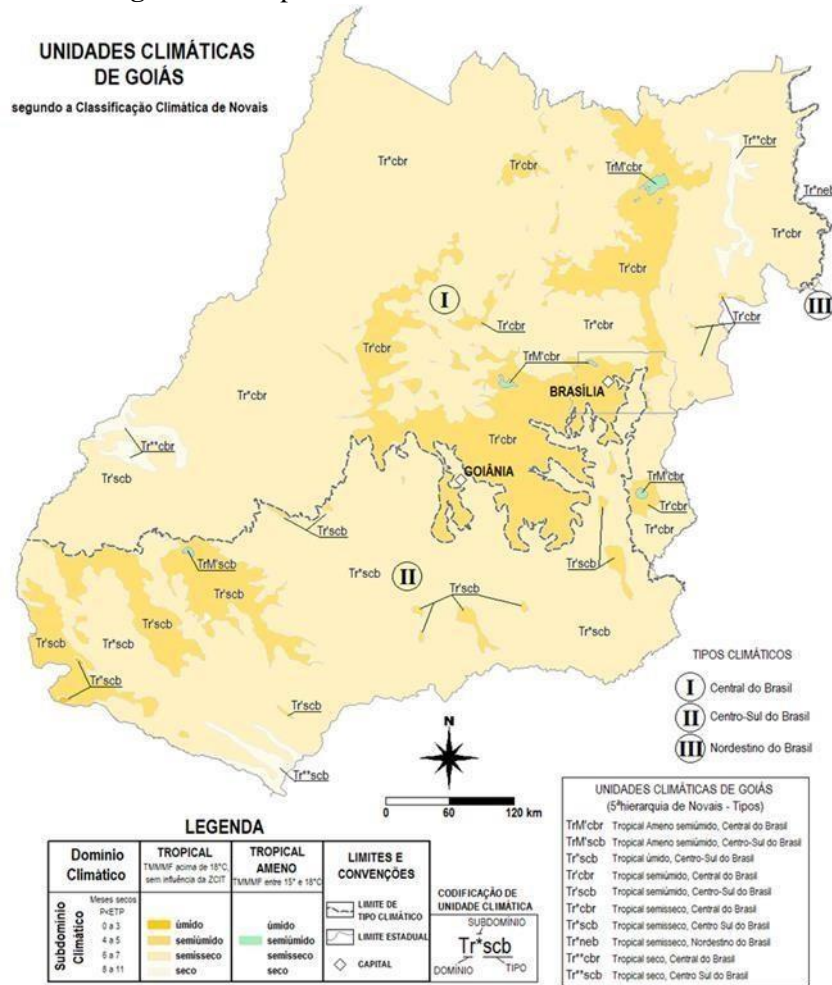 UNIDADES CLIMÁTICAS
DE GOIÁS
segundo a Classificação Climática de Novais
Tr**cbr
Tr*cbr
Tr'cbr
TrM'cbr
Tr*neb
Tr*cbr
Tr'cbr
III
I
Tr'cbr
Tr*cbr
Tr'cbr
Tr'cbr
TrM'cbr
BRASÍLIA
Tr*cbr
Tr'cbr
Tr**cbr
GOIÂNIA
TrM'cbr
Tr'cbr
Tr*cbr
Tr'scb
Tr'scb
TrM'scb
Tr*scb
II
Tr'scb
Tr'scb
Tr'scb
Tr'scb
Tr*scb
Tr'scb
Tr*scb
Tr"scb
Tr'scb
Tr**scb
TIPOS CLIMÁTICOS
I Central do Brasil
II Centro-Sul do Brasil
III Nordestino do Brasil
N
0 60 120 km
LEGENDA
Domínio
Climático
TROPICAL
TMMMF acima de 18°C,
sem influência da ZCIT
TROPICAL
AMENO
TMMMF entre 15° e 18°C
LIMITES E
CONVENÇÕES
Subdomínio
Climático
Meses secos
P<ETP
0 a 3
4 a 5
6 a 7
8 a 11
úmido
semiúmido
semisseco
seco
úmido
semiúmido
semisseco
seco
LIMITE DE
TIPO CLIMÁTICO
LIMITE ESTADUAL
CAPITAL
CODIFICAÇÃO DE
UNIDADE CLIMÁTICA
SUBDOMÍNIO
Tr*scb
DOMÍNIO TIPO
UNIDADES CLIMÁTICAS DE GOIÁS
(5ªhierarquia de Novais - Tipos)
TrM'cbr Tropical Ameno semiúmido, Central do Brasil
TrM'scb Tropical Ameno semiúmido, Centro-Sul do Brasil
Tr"scb Tropical úmido, Centro-Sul do Brasil
Tr'cbr Tropical semiúmido, Central do Brasil
Tr'scb Tropical semiúmido, Centro-Sul do Brasil
Tr*cbr Tropical semisseco, Central do Brasil
Tr*scb Tropical semisseco, Centro Sul do Brasil
Tr*neb Tropical semisseco, Nordestino do Brasil
Tr**cbr Tropical seco, Central do Brasil
Tr**scb Tropical seco, Centro Sul do Brasil